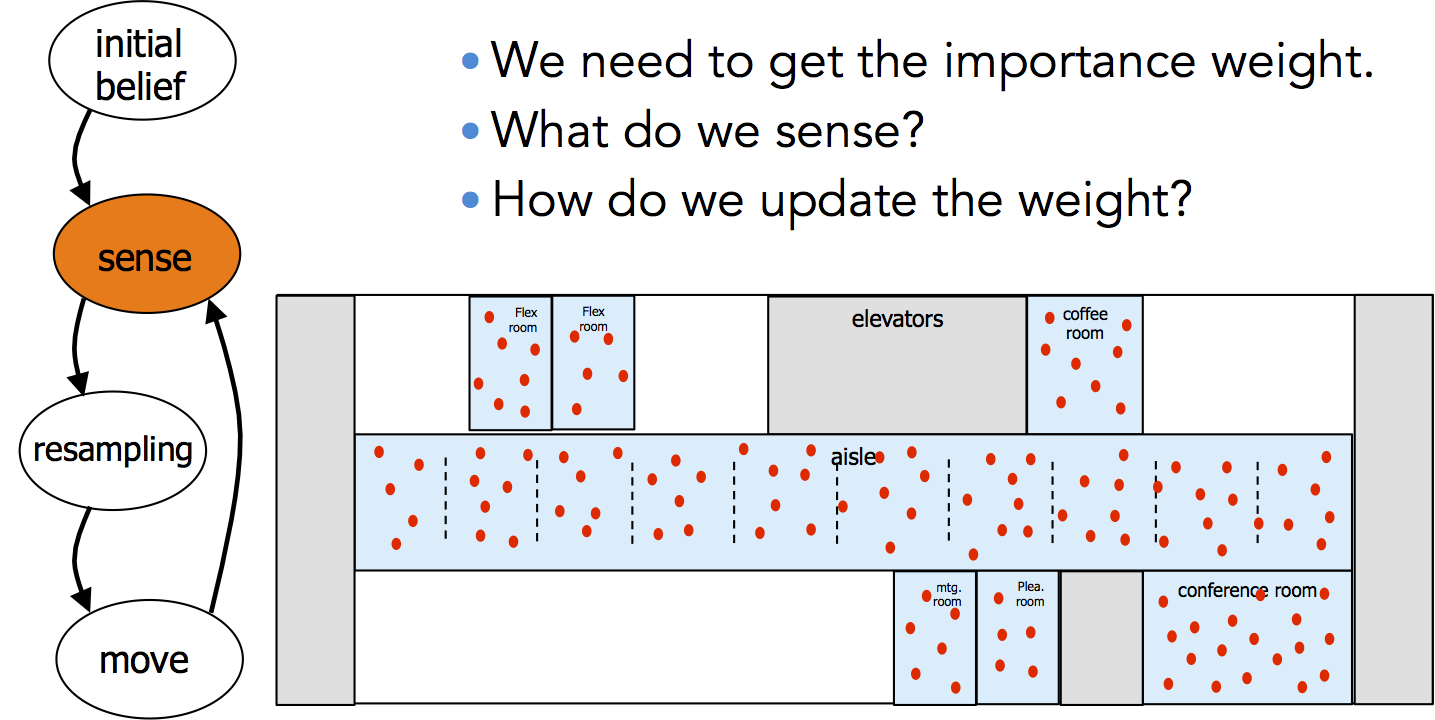 initial
belief
sense
resampling
move
• We need to get the importance weight.
• What do we sense?
• How do we update the weight?
Flex
room
Flex
room
elevators
coffee
room
aisle
mtg.
room
Plea.
room
conference room